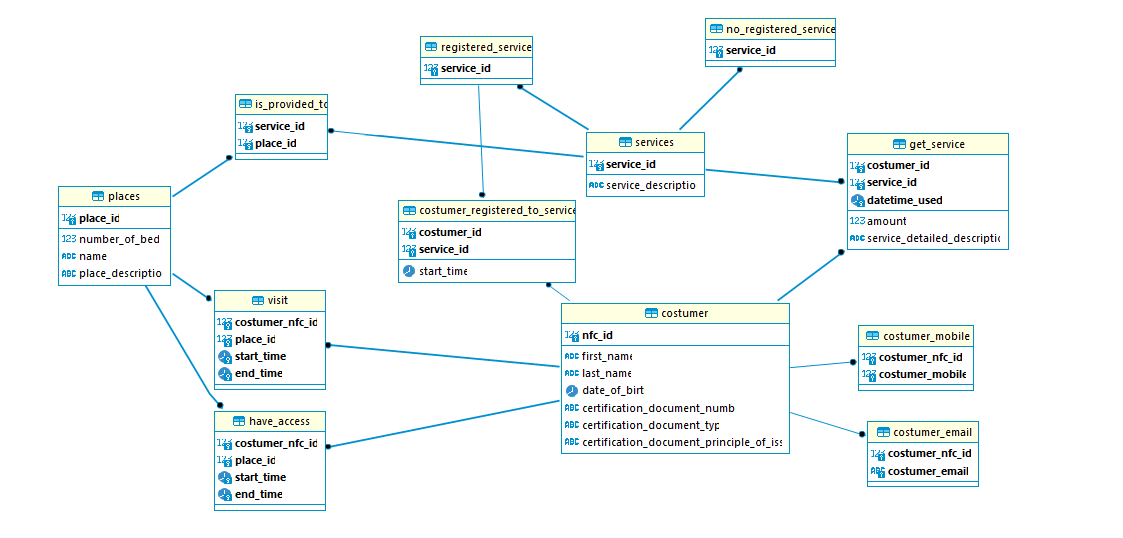 registered_service
123 service_id
no_registered_service
123 service_id
is_provided_to
123 service_id
123 place_id
services
123 service_id
ABC service_descriptio
get_service
123 costumer_id
123 service_id
datetime_used
123 amount
ABC service_detailed_descriptic
places
123 place_id
123 number_of_bed
ABC name
ABC place_descriptio
costumer_registered_to_service
123 costumer_id
123 service_id
start_time
visit
123 costumer_nfc_id
123 place_id
start_time
end_time
costumer
123 nfc_id
ABC first_name
ABC last_name
date_of_birt
ABC certification_document_numb
ABC certification_document_typ
ABC certification_document_principle_of_iss
costumer_mobile
123 costumer_nfc_id
123 costumer_mobile
have_access
123 costumer_nfc_id
123 place_id
start_time
end_time
costumer_email
123 costumer_nfc_id
ABC costumer_email